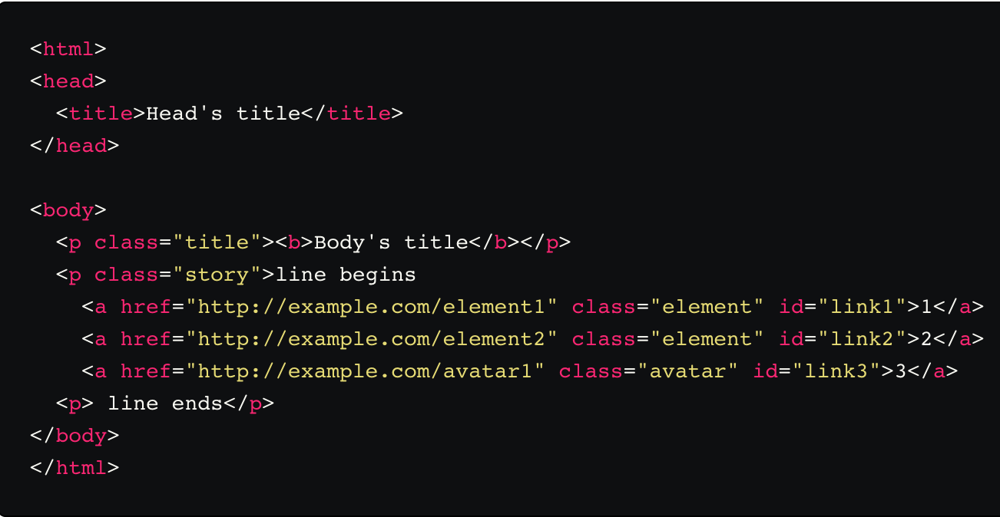 <html>
<head>
  <title>Head's title</title>
</head>

<body>
  <p class="title"><b>Body's title</b></p>
  <p class="story">line begins
    <a href="http://example.com/element1" class="element" id="link1">1</a>
    <a href="http://example.com/element2" class="element" id="link2">2</a>
    <a href="http://example.com/avatar1" class="avatar" id="link3">3</a>
  <p> line ends</p>
</body>
</html>